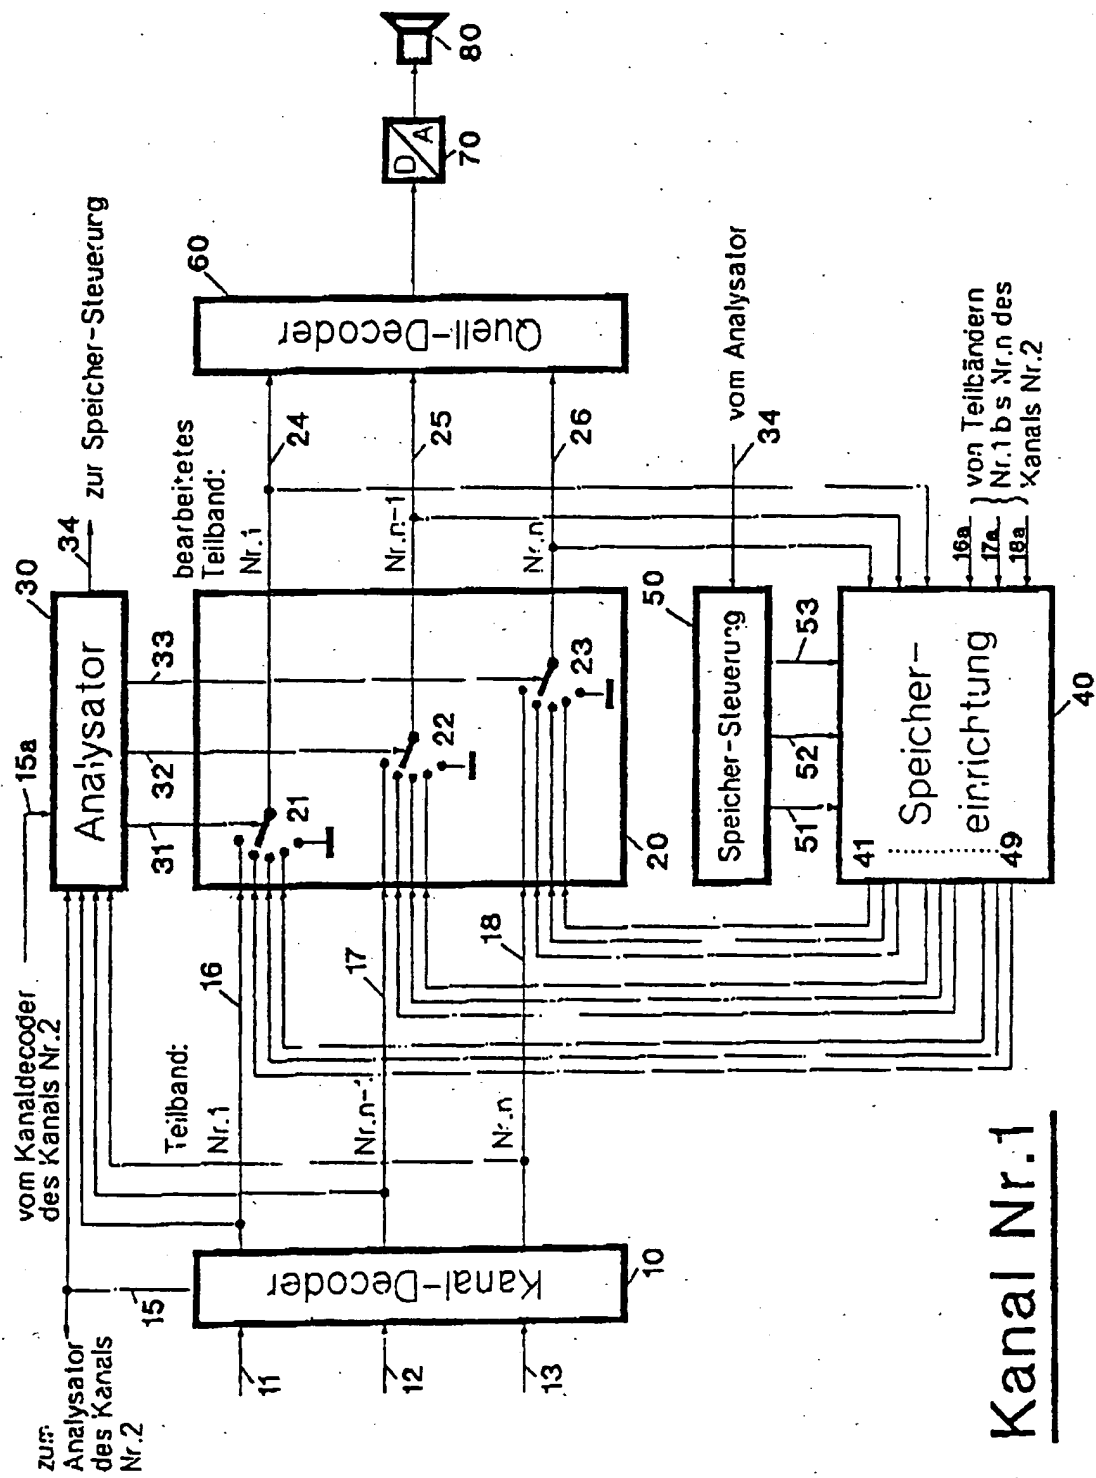 zum
Analysator
des Kanals
Nr.2
vom Kanaldecoder
des Kanals Nr.2
15a
15
30
Analysator
34
zur Speicher-Steuerung
31
32
33
Teilband:
Nr.1
16
Nr.n-1
17
Nr.n
18
11
12
13
Kanal-Decoder
10
21
22
23
20
bearbeitetes
Teilband:
Nr.1
24
Nr.n-1
25
Nr.n
26
60
Quell-Decoder
D
A
70
80
50
Speicher-Steuerung
34
vom Analysator
51
52
53
41
49
Speicher-
einrichtung
40
16a
17a
18a
von Teilbändern
Nr.1 bis Nr.n des
Kanals Nr.2
Kanal Nr.1